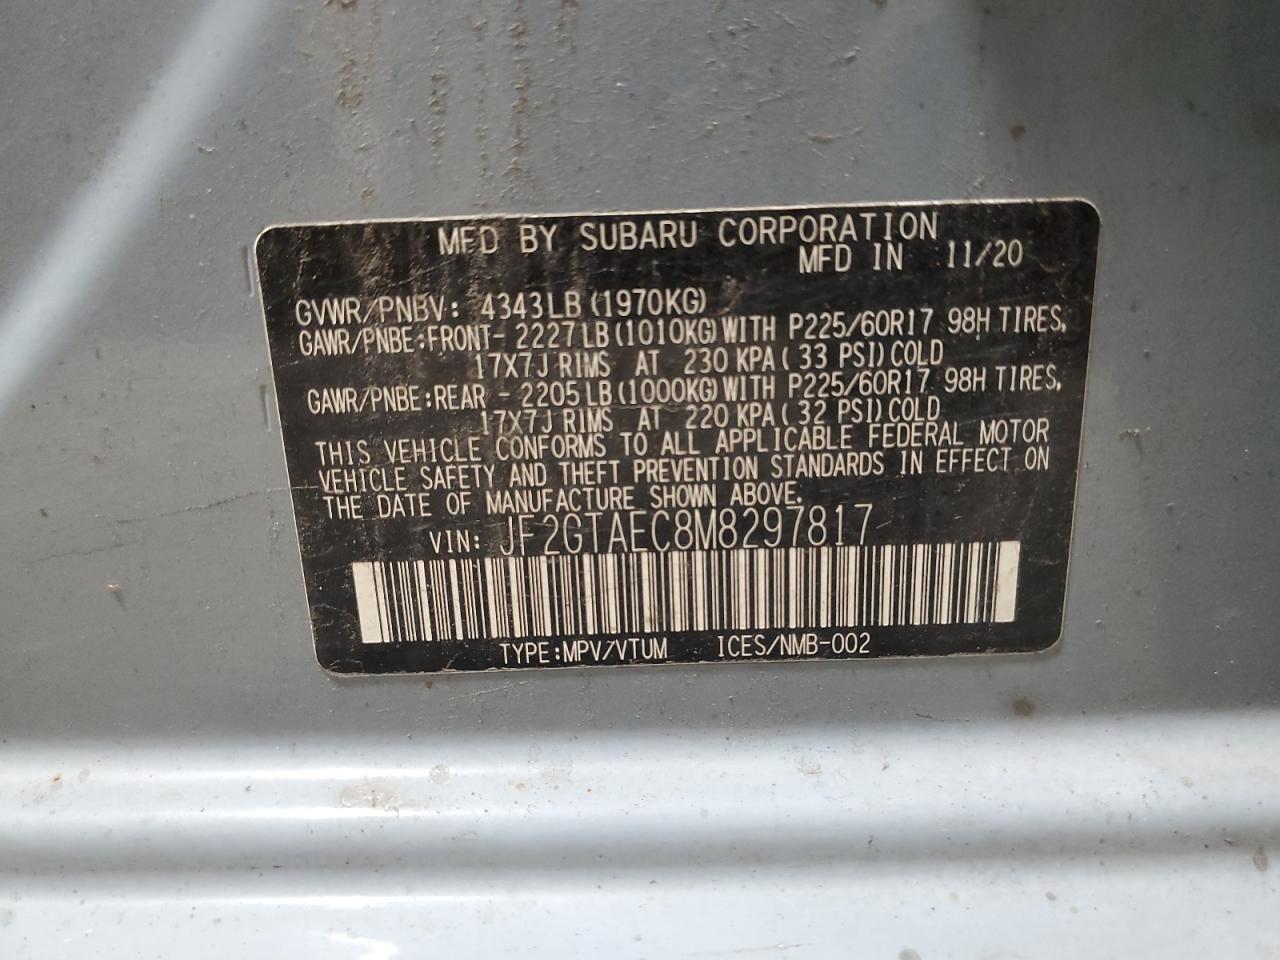 MFD BY SUBARU CORPORATION
MFD IN 11/20
GVWR/PNBV: 4343LB(1970KG)
GAWR/PNBE:FRONT- 2227LB(1010KG)WITH P225/60R17 98H TIRES,
17X7J RIMS AT 230 KPA( 33 PSI)COLD
GAWR/PNBE:REAR - 2205LB(1000KG)WITH P225/60R17 98H TIRES,
17X7J RIMS AT 220 KPA( 32 PSI)COLD
THIS VEHICLE CONFORMS TO ALL APPLICABLE FEDERAL MOTOR
VEHICLE SAFETY AND THEFT PREVENTION STANDARDS IN EFFECT ON
THE DATE OF MANUFACTURE SHOWN ABOVE.
VIN: JF2GTAEC8M8297817
TYPE:MPV/VTUM ICES/NMB-002